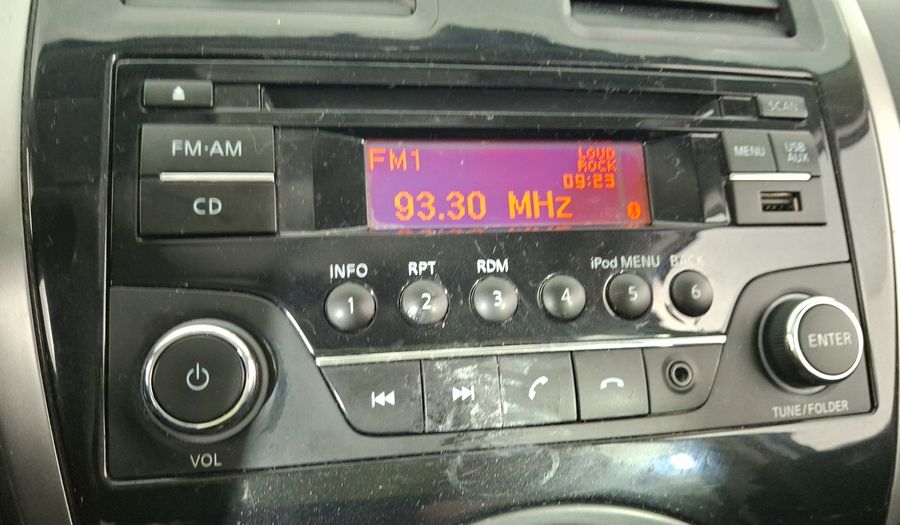 SCAN
FM·AM
CD
FM1
LOUD
ROCK
09:23
93.30 MHz
MENU
USB
AUX
INFO
RPT
RDM
iPod MENU
BACK
1
2
3
4
5
6
ENTER
VOL
TUNE/FOLDER